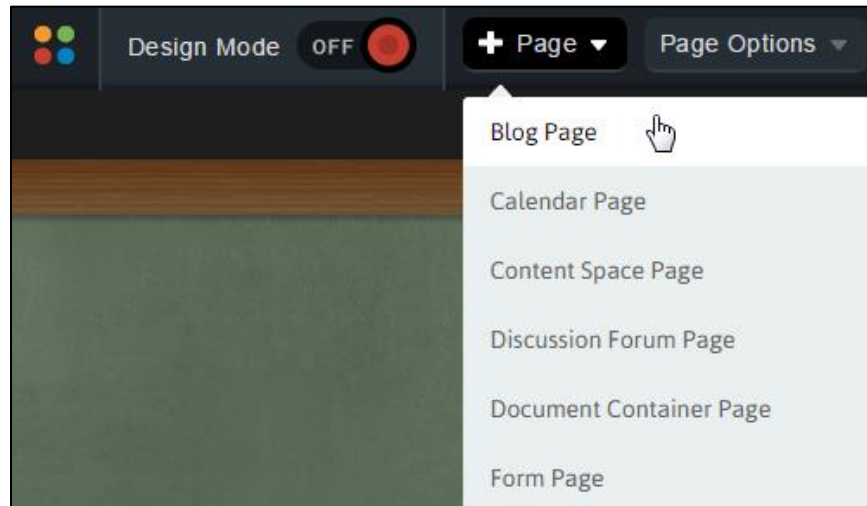 Design Mode OFF + Page Page Options
Blog Page
Calendar Page
Content Space Page
Discussion Forum Page
Document Container Page
Form Page